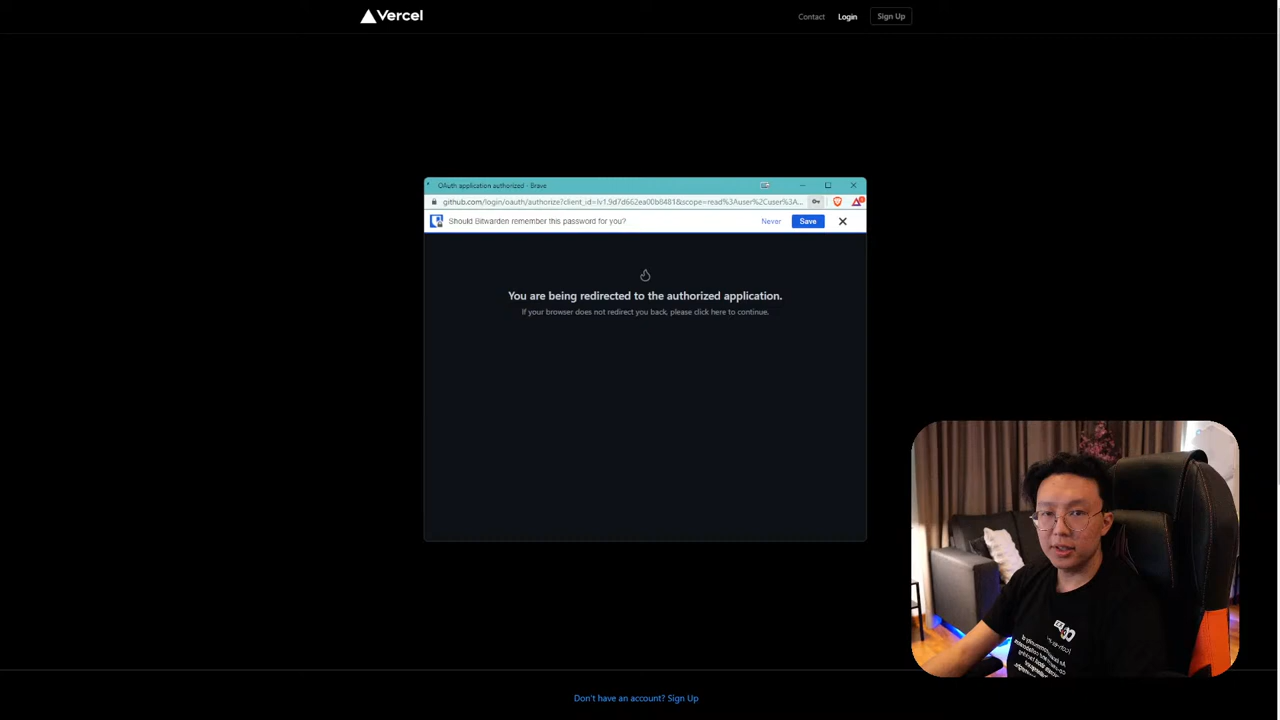 Vercel
Contact
Login
Sign Up
OAuth application authorized - Brave
Should Bitwarden remember this password for you?
Never
Save
You are being redirected to the authorized application.
If your browser does not redirect you back, please click here to continue.
Don't have an account? Sign Up